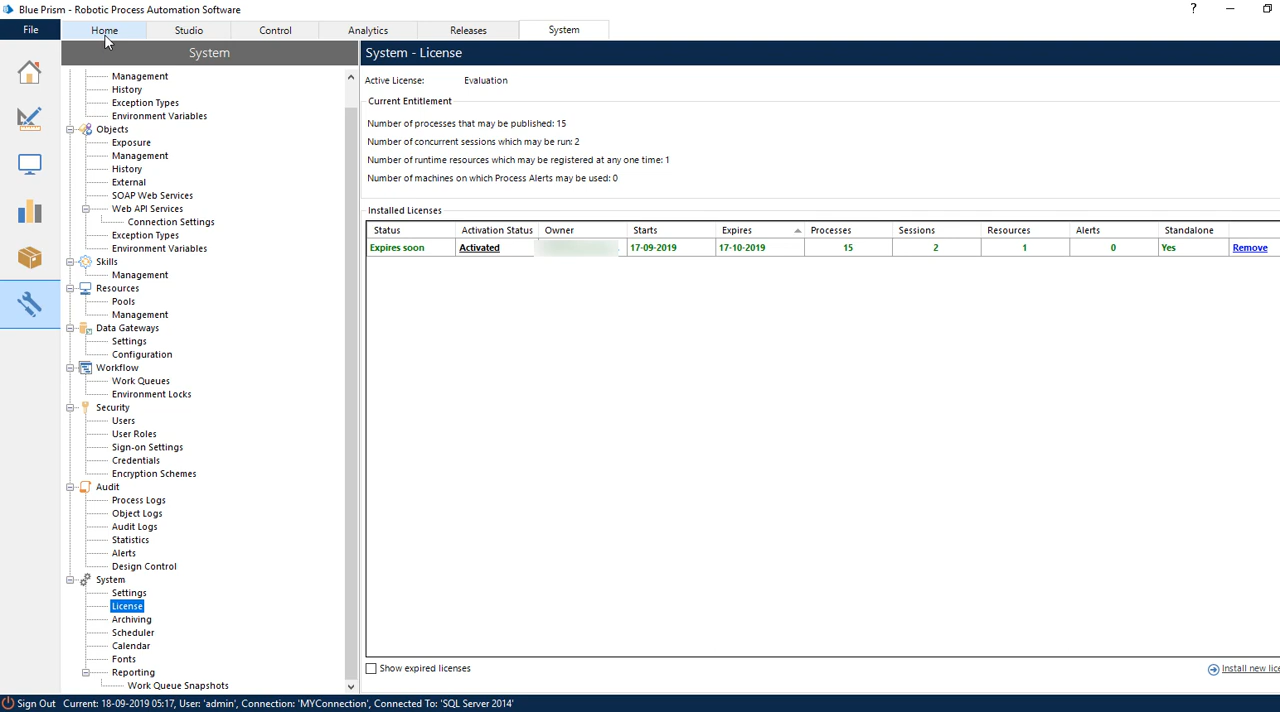 Blue Prism - Robotic Process Automation Software
?
File
Home
Studio
Control
Analytics
Releases
System
System
System - License
Management
History
Exception Types
Environment Variables
Objects
Exposure
Management
History
External
SOAP Web Services
Web API Services
Connection Settings
Exception Types
Environment Variables
Skills
Management
Resources
Pools
Management
Data Gateways
Settings
Configuration
Workflow
Work Queues
Environment Locks
Security
Users
User Roles
Sign-on Settings
Credentials
Encryption Schemes
Audit
Process Logs
Object Logs
Audit Logs
Statistics
Alerts
Design Control
System
Settings
License
Archiving
Scheduler
Calendar
Fonts
Reporting
Work Queue Snapshots
Active License: Evaluation
Current Entitlement
Number of processes that may be published: 15
Number of concurrent sessions which may be run: 2
Number of runtime resources which may be registered at any one time: 1
Number of machines on which Process Alerts may be used: 0
Installed Licenses
Status Activation Status Owner Starts Expires Processes Sessions Resources Alerts Standalone
Expires soon Activated 17-09-2019 17-10-2019 15 2 1 0 Yes Remove
Show expired licenses
Install new lice
Sign Out Current: 18-09-2019 05:17, User: 'admin', Connection: 'MYConnection', Connected To: 'SQL Server 2014'